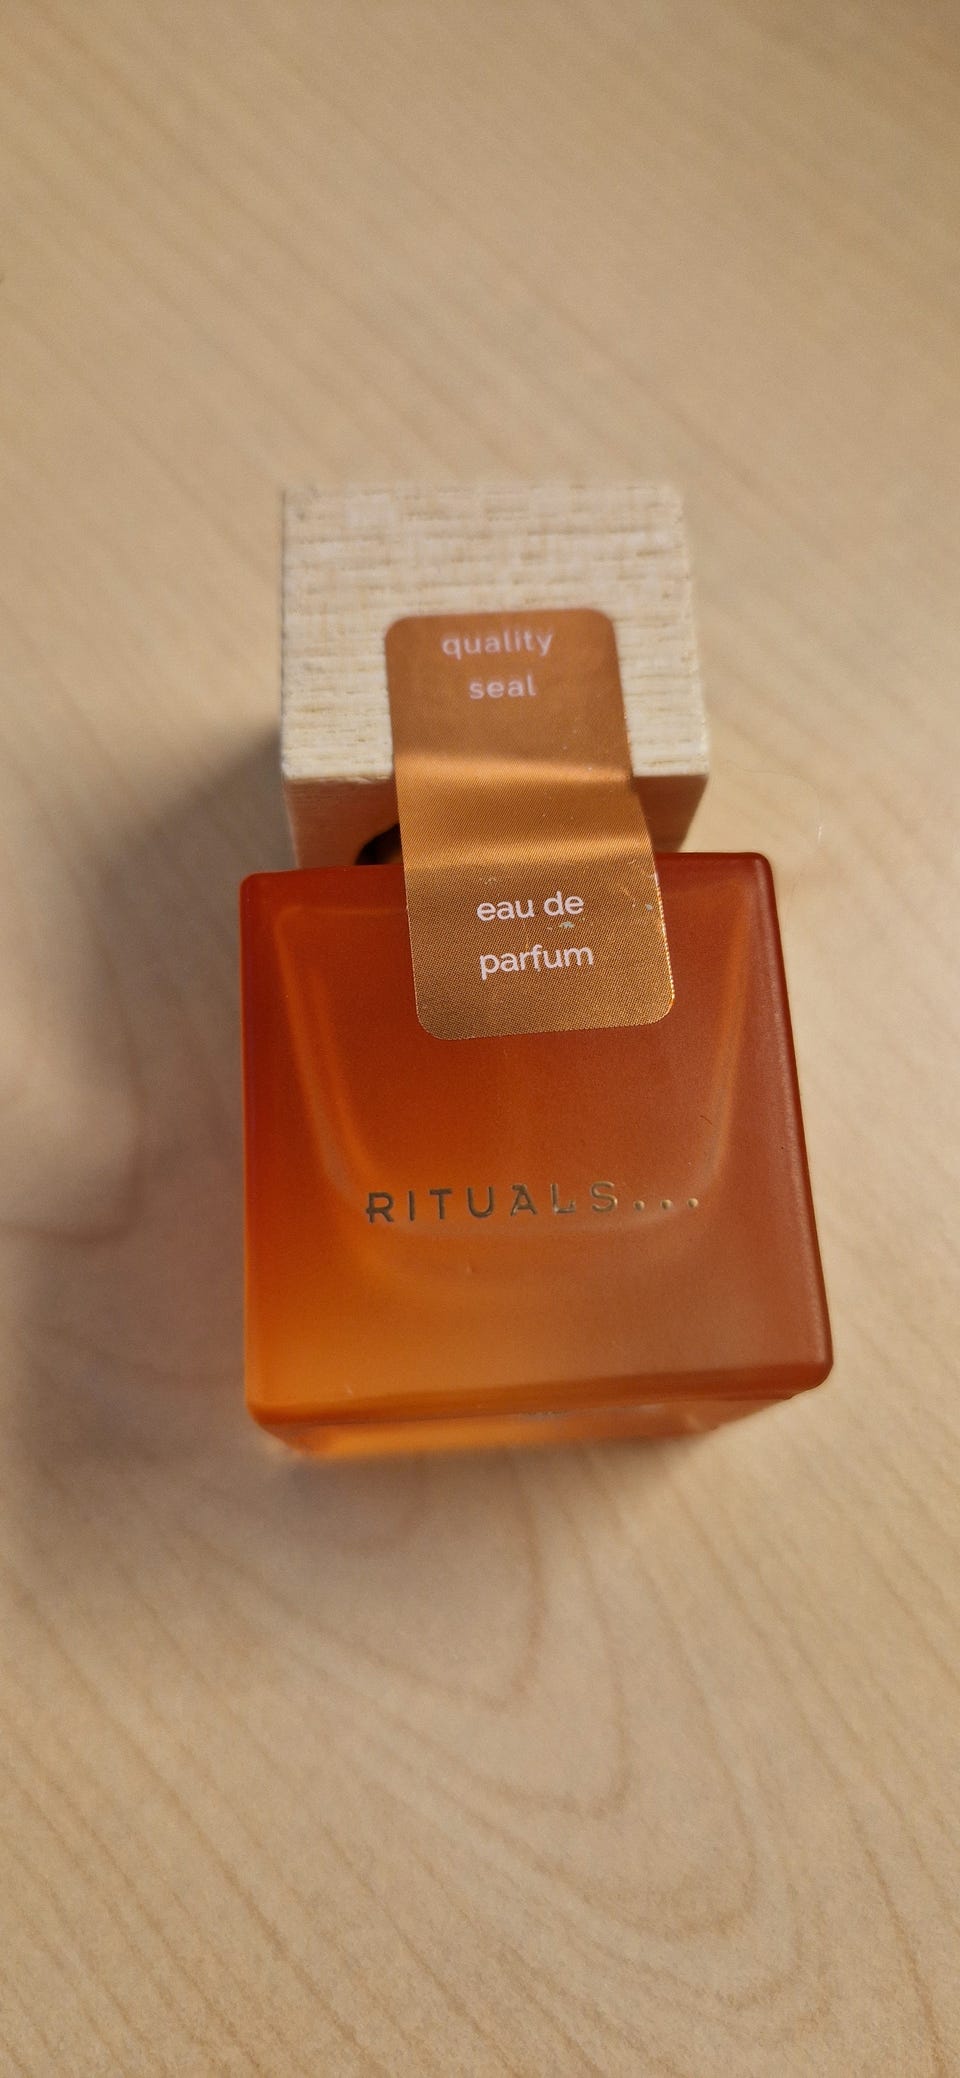 quality
seal
eau de
parfum
RITUALS...